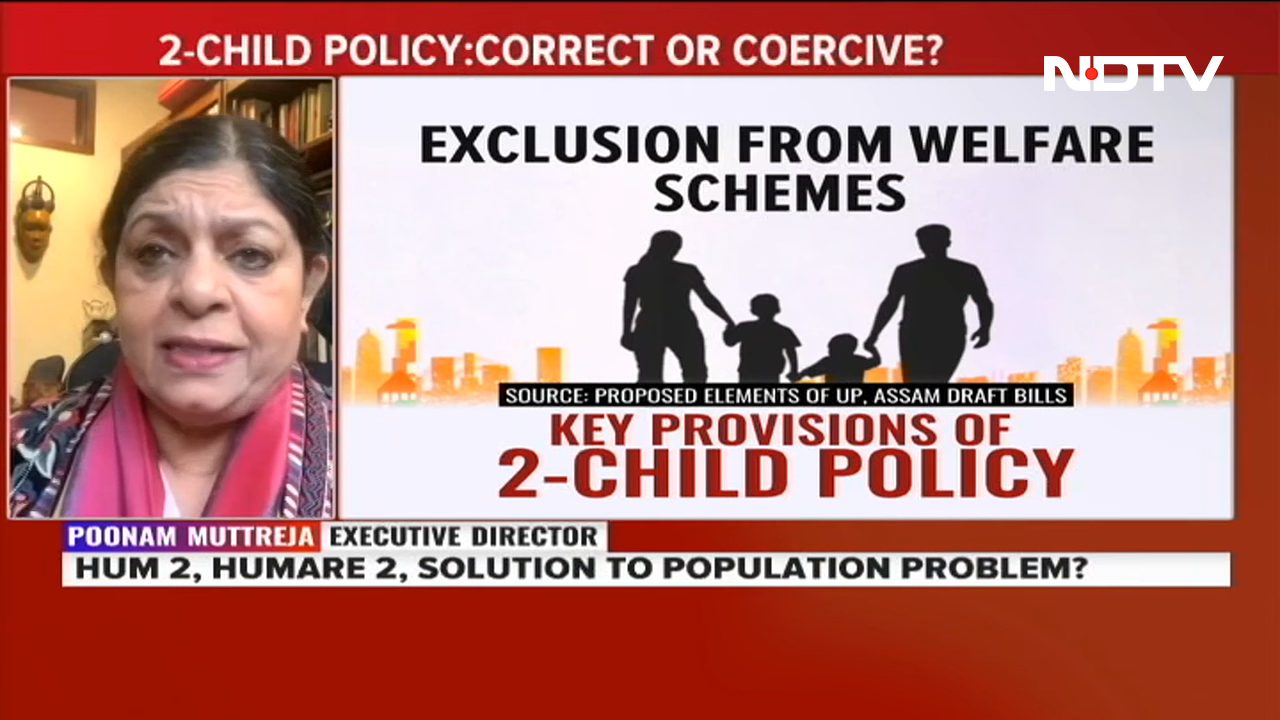 2-CHILD POLICY:CORRECT OR COERCIVE?
NDTV
EXCLUSION FROM WELFARE
SCHEMES
SOURCE: PROPOSED ELEMENTS OF UP, ASSAM DRAFT BILLS
KEY PROVISIONS OF
2-CHILD POLICY
POONAM MUTTREJA EXECUTIVE DIRECTOR
HUM 2, HUMARE 2, SOLUTION TO POPULATION PROBLEM?